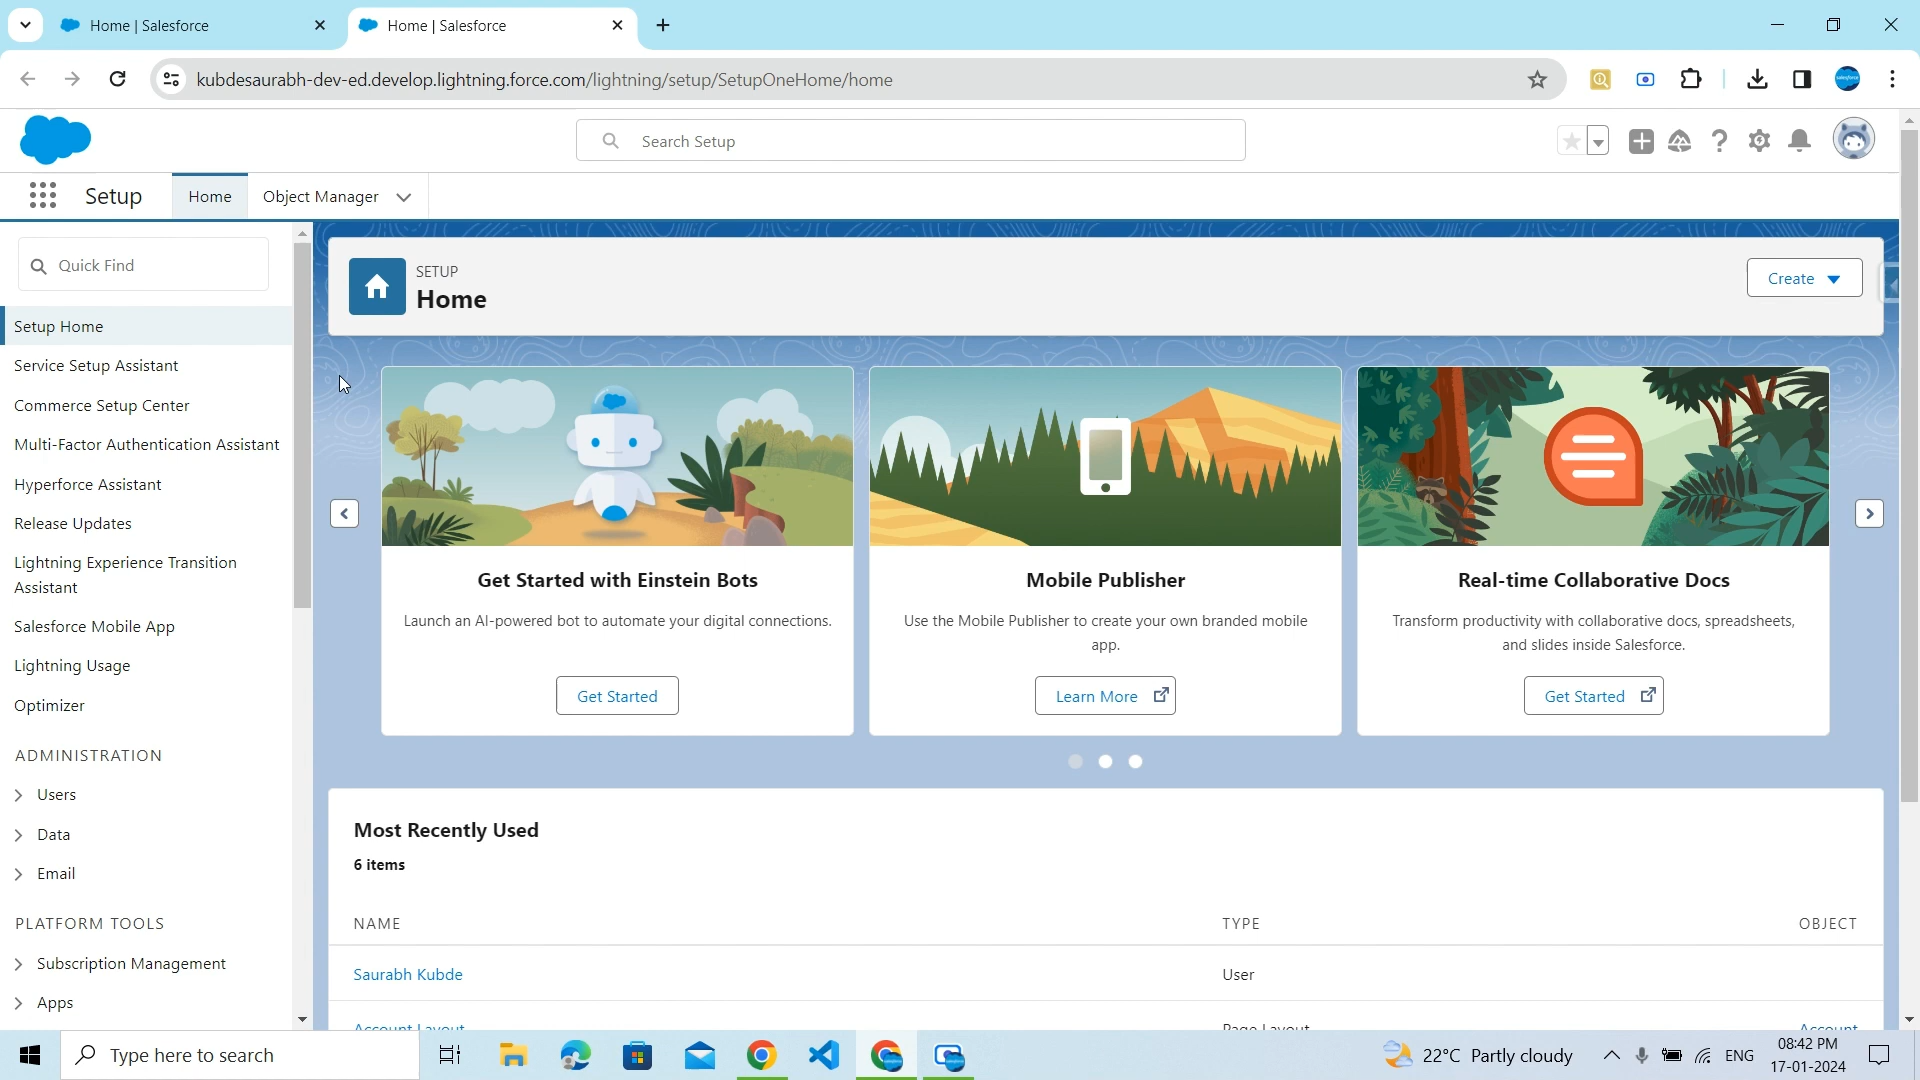 Home | Salesforce
Home | Salesforce
kubdesaurabh-dev-ed.develop.lightning.force.com/lightning/setup/SetupOneHome/home
Search Setup
Setup
Home
Object Manager
Quick Find
SETUP
Home
Create
Setup Home
Service Setup Assistant
Commerce Setup Center
Multi-Factor Authentication Assistant
Hyperforce Assistant
Release Updates
Lightning Experience Transition
Assistant
Salesforce Mobile App
Lightning Usage
Optimizer
ADMINISTRATION
Users
Data
Email
PLATFORM TOOLS
Subscription Management
Apps
Get Started with Einstein Bots
Launch an AI-powered bot to automate your digital connections.
Get Started
Mobile Publisher
Use the Mobile Publisher to create your own branded mobile
app.
Learn More
Real-time Collaborative Docs
Transform productivity with collaborative docs, spreadsheets,
and slides inside Salesforce.
Get Started
Most Recently Used
6 items
NAME TYPE OBJECT
Saurabh Kubde User
Account Layout Page Layout Account
Type here to search
22°C Partly cloudy
ENG
08:42 PM
17-01-2024